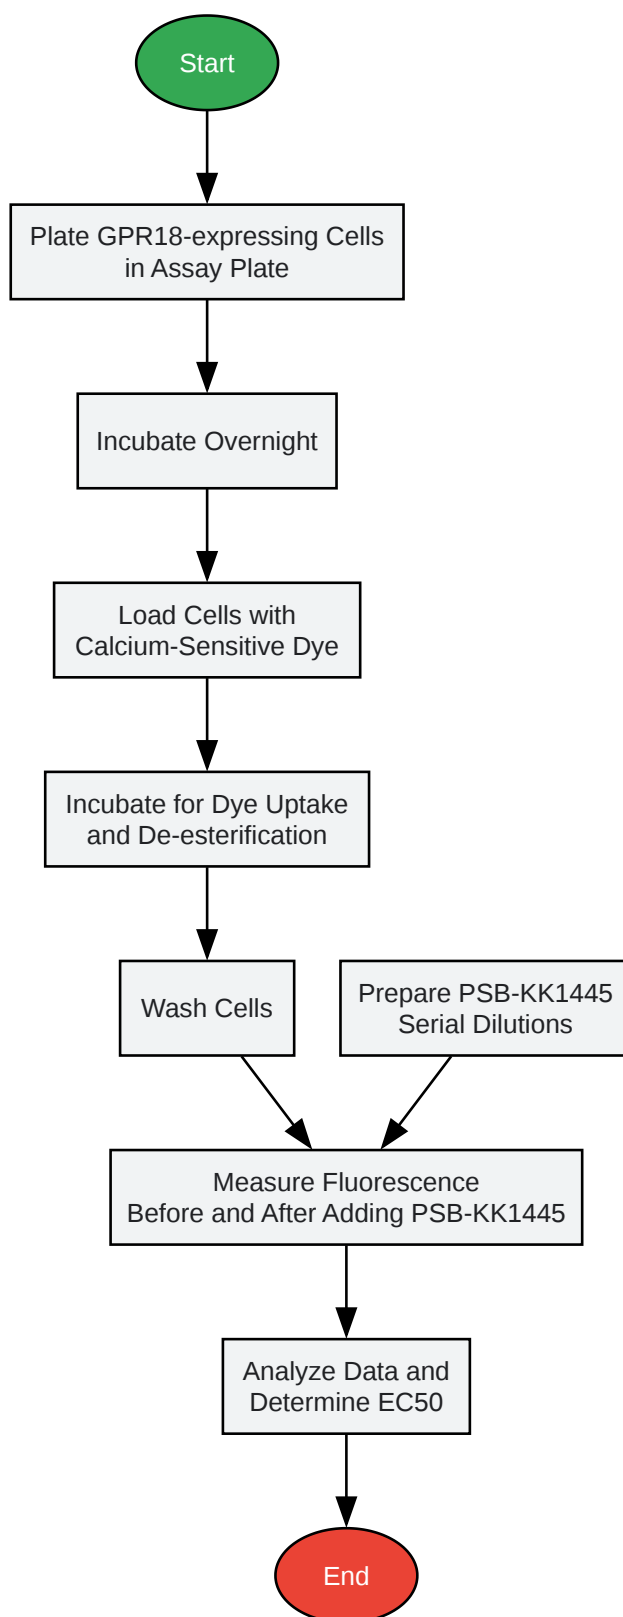 Start
Plate GPR18-expressing Cells
in Assay Plate
Incubate Overnight
Load Cells with
Calcium-Sensitive Dye
Incubate for Dye Uptake
and De-esterification
Wash Cells
Prepare PSB-KK1445
Serial Dilutions
Measure Fluorescence
Before and After Adding PSB-KK1445
Analyze Data and
Determine EC50
End